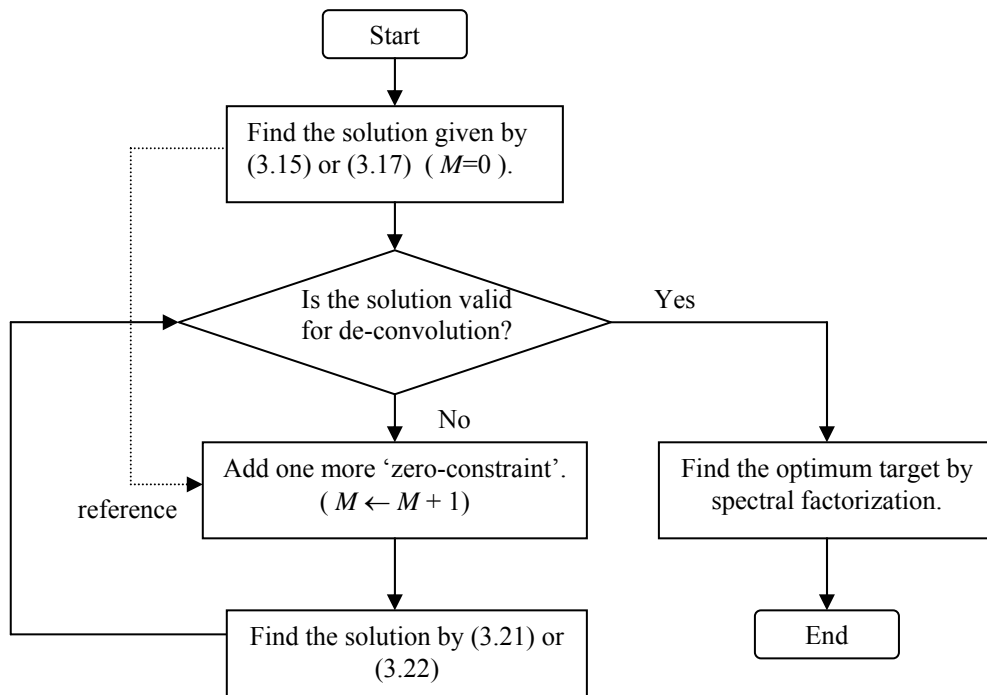 Start
Find the solution given by
(3.15) or (3.17) ( M=0 ).
Is the solution valid
for de-convolution?
Yes
No
Add one more ‘zero-constraint’.
( M ← M + 1)
reference
Find the optimum target by
spectral factorization.
Find the solution by (3.21) or
(3.22)
End